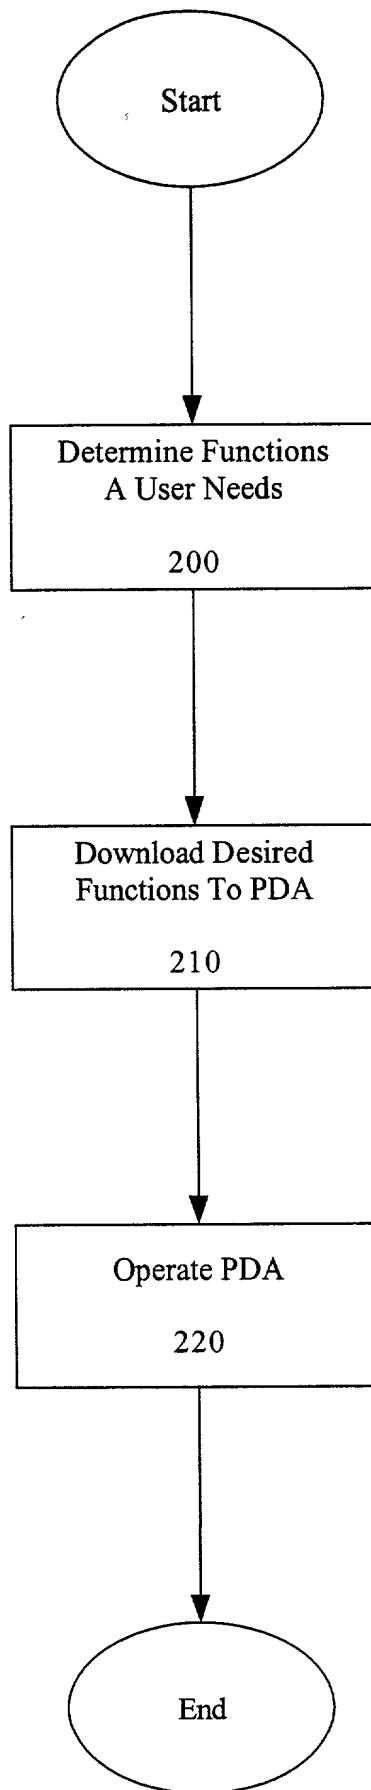 Start
Determine Functions
A User Needs
200
Download Desired
Functions To PDA
210
Operate PDA
220
End